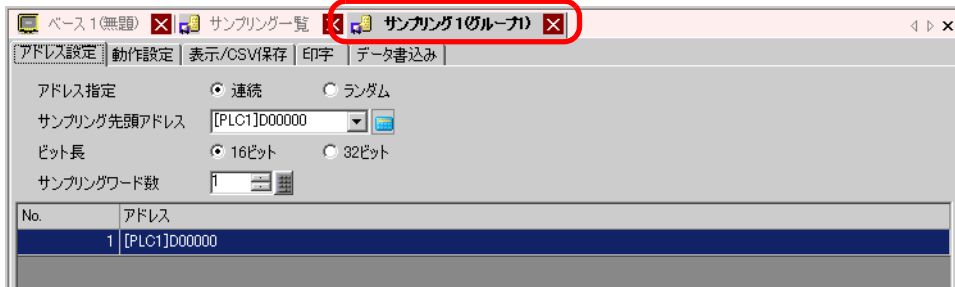 ベース 1(無題) サンプリング一覧 サンプリング 1(グループ1)
アドレス設定 動作設定 表示/CSV保存 印字 データ書込み
アドレス指定 連続 ランダム
サンプリング先頭アドレス [PLC1]D00000
ビット長 16ビット 32ビット
サンプリングワード数 1
No. アドレス
1 [PLC1]D00000